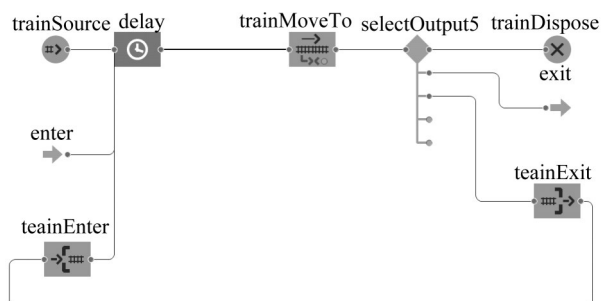 trainSource
delay
trainMoveTo
selectOutput5
trainDispose
exit
enter
teainExit
teainEnter